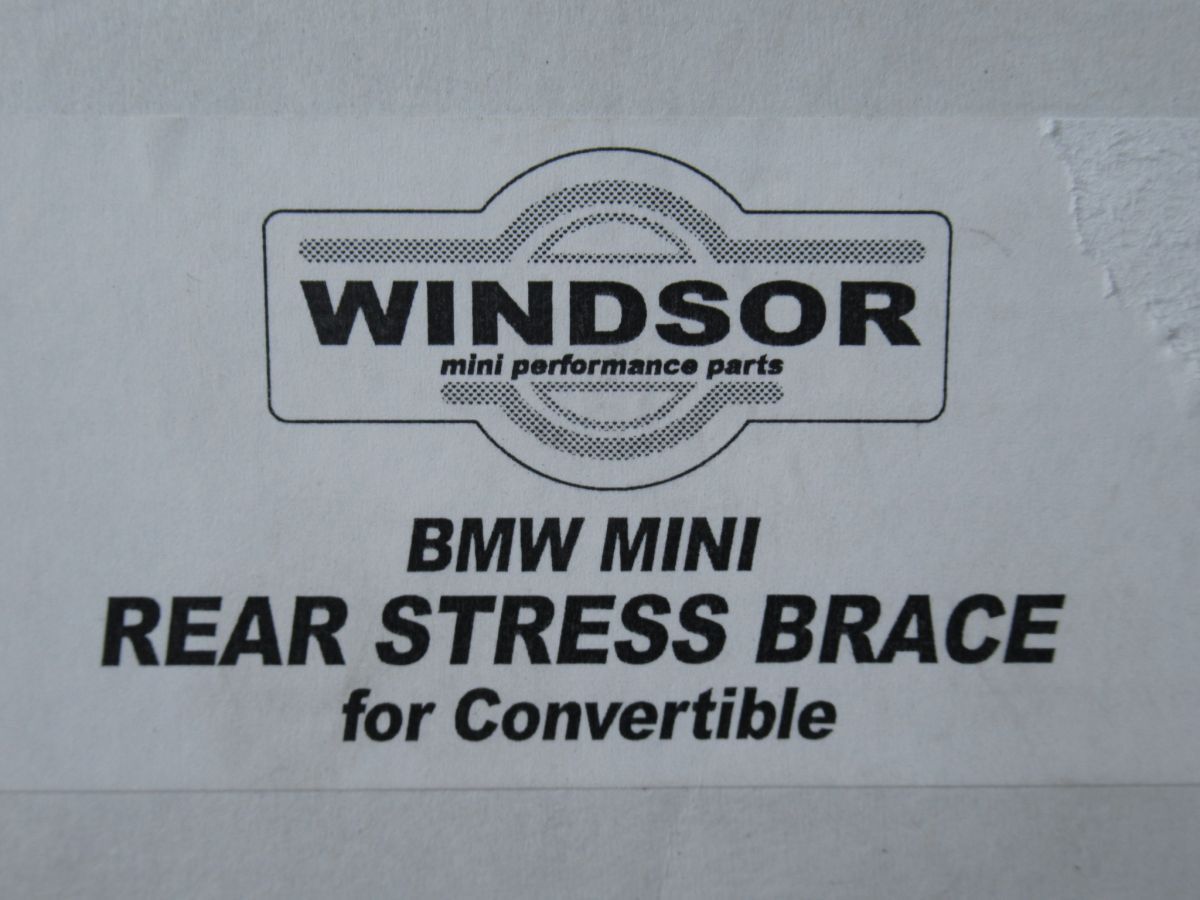 WINDSOR
mini performance parts
BMW MINI
REAR STRESS BRACE
for Convertible